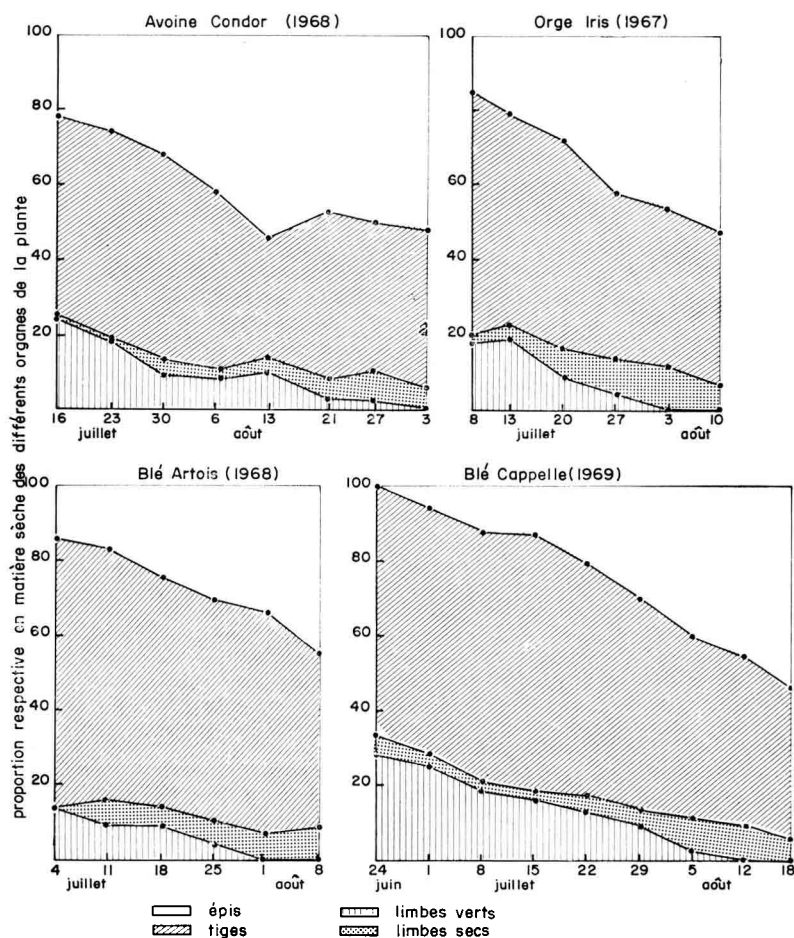 Avoine Condor (1968)
Orge Iris (1967)
100
80
60
40
20
16 23 30 6 13 21 27 3
juillet août
100
80
60
40
20
8 13 20 27 3 10
juillet août
proportion respective en matière sèche des différents organes de la plante
Blé Artois (1968)
Blé Cappelle (1969)
100
80
60
40
20
4 11 18 25 1 8
juillet août
100
80
60
40
20
24 1 8 15 22 29 5 12 18
juin juillet août
épis
limbes verts
tiges
limbes secs